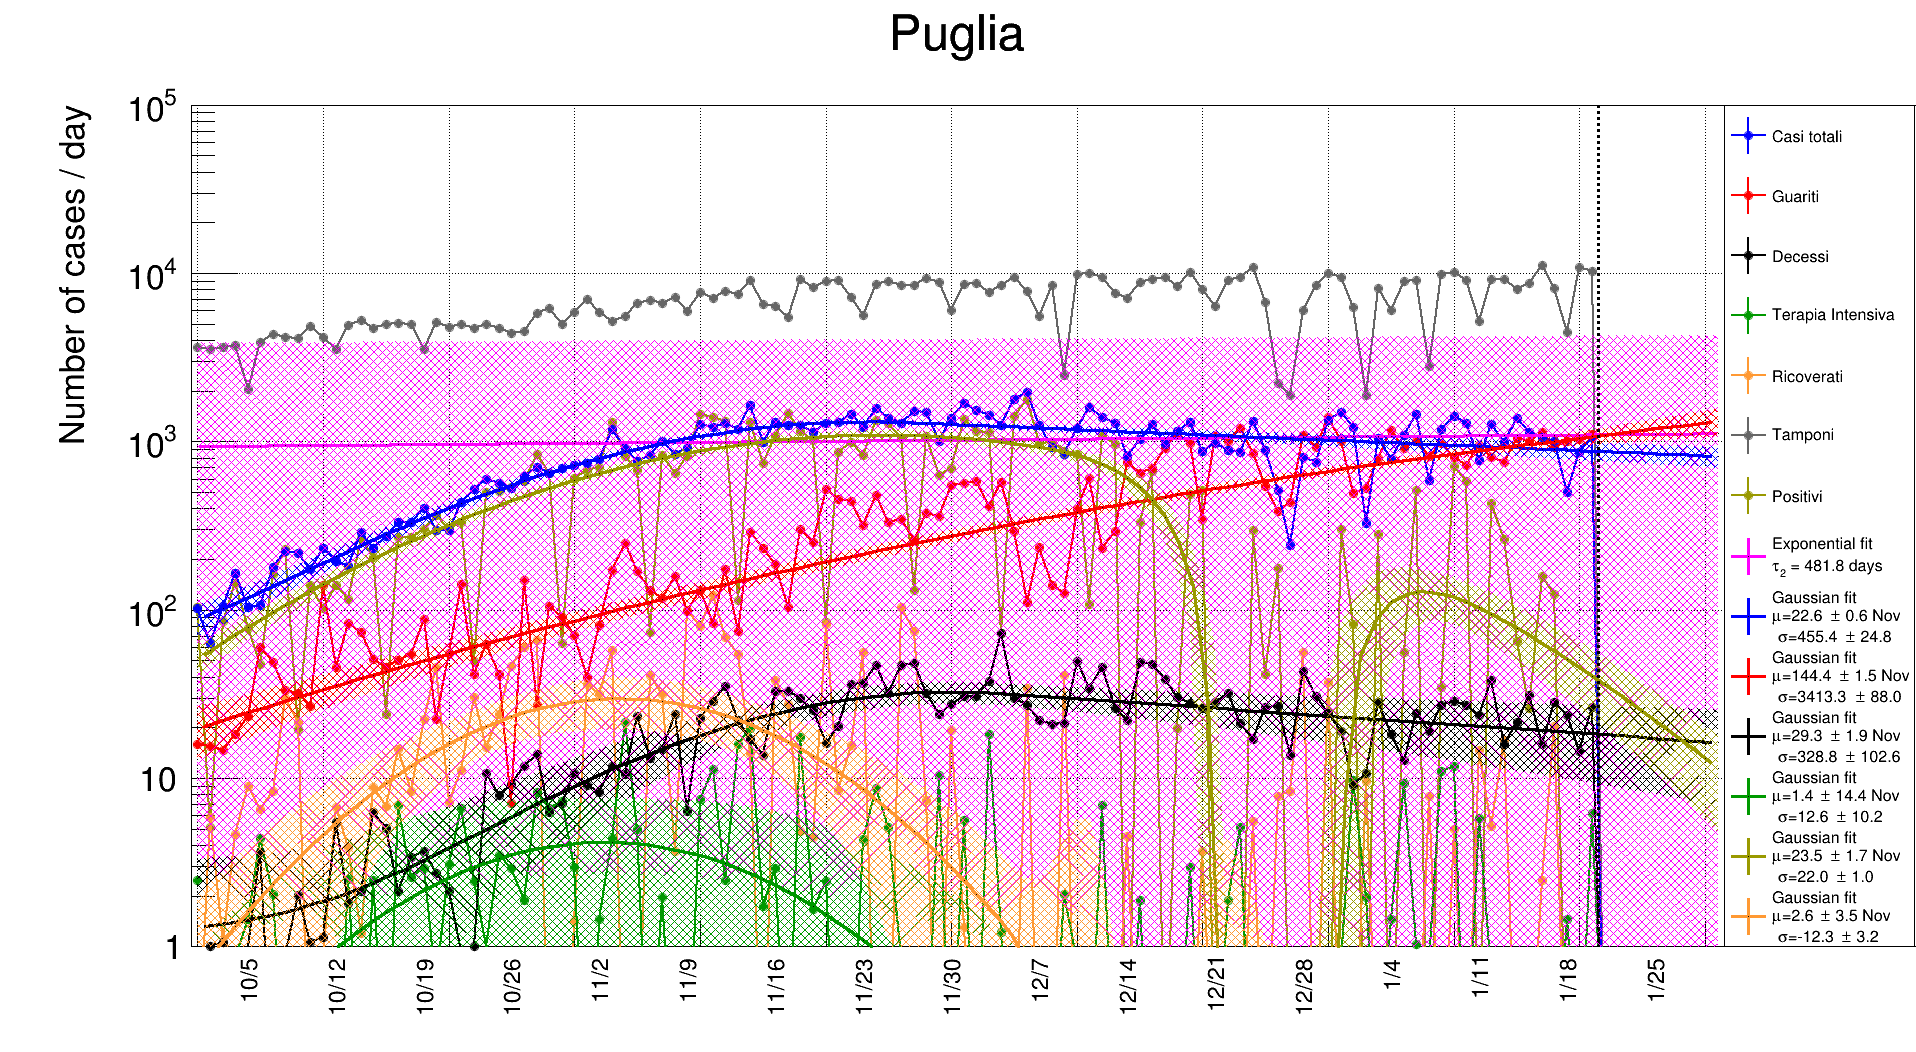 Puglia
Number of cases / day
10^5
10^4
10^3
10^2
10
1
10/5
10/12
10/19
10/26
11/2
11/9
11/16
11/23
11/30
12/7
12/14
12/21
12/28
1/4
1/11
1/18
1/25
Casi totali
Guariti
Decessi
Terapia Intensiva
Ricoverati
Tamponi
Positivi
Exponential fit
τ2 = 481.8 days
Gaussian fit
μ=22.6 ± 0.6 Nov
σ=455.4 ± 24.8
Gaussian fit
μ=144.4 ± 1.5 Nov
σ=3413.3 ± 88.0
Gaussian fit
μ=29.3 ± 1.9 Nov
σ=328.8 ± 102.6
Gaussian fit
μ=1.4 ± 14.4 Nov
σ=12.6 ± 10.2
Gaussian fit
μ=23.5 ± 1.7 Nov
σ=22.0 ± 1.0
Gaussian fit
μ=2.6 ± 3.5 Nov
σ=-12.3 ± 3.2